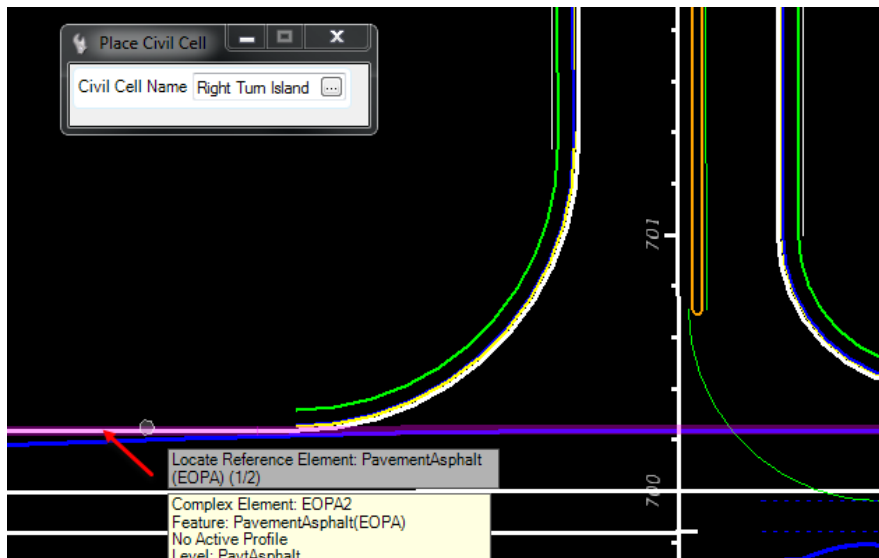 Place Civil Cell
Civil Cell Name Right Turn Island ...
701
Locate Reference Element: PavementAsphalt
(EOPA) (1/2)
700
Complex Element: EOPA2
Feature: PavementAsphalt(EOPA)
No Active Profile
Level: PavtAsphalt